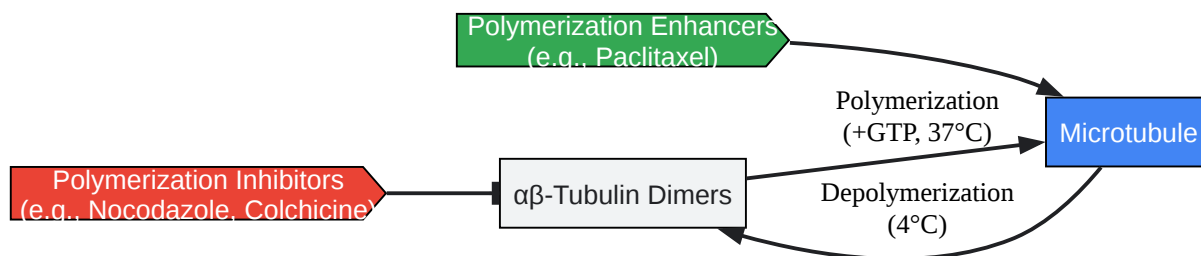 Polymerization Enhancers
(e.g., Paclitaxel)
Polymerization
(+GTP, 37°C)
Microtubule
Polymerization Inhibitors
(e.g., Nocodazole, Colchicine)
αβ-Tubulin Dimers
Depolymerization
(4°C)